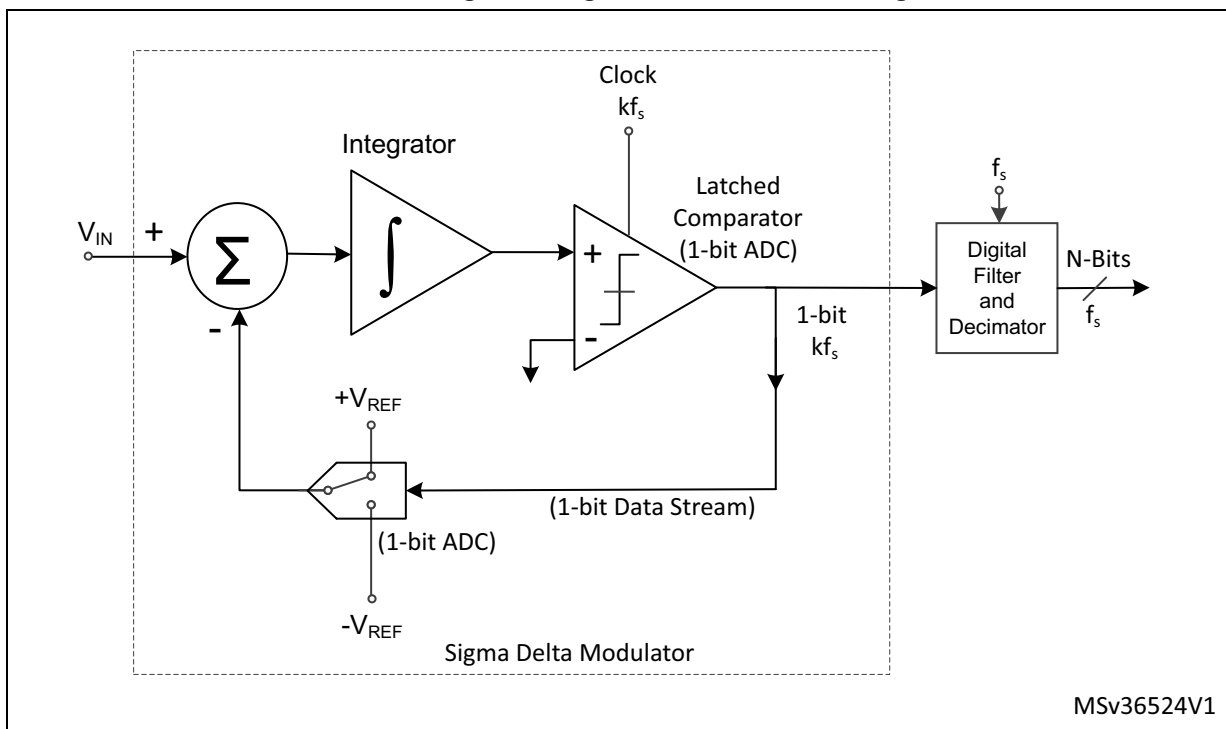 Clock
kfs
Integrator
Latched
Comparator
(1-bit ADC)
fs
VIN
+
Σ
-
∫
+
-
1-bit
kfs
Digital
Filter
and
Decimator
N-Bits
fs
+VREF
(1-bit Data Stream)
(1-bit ADC)
-VREF
Sigma Delta Modulator
MSv36524V1